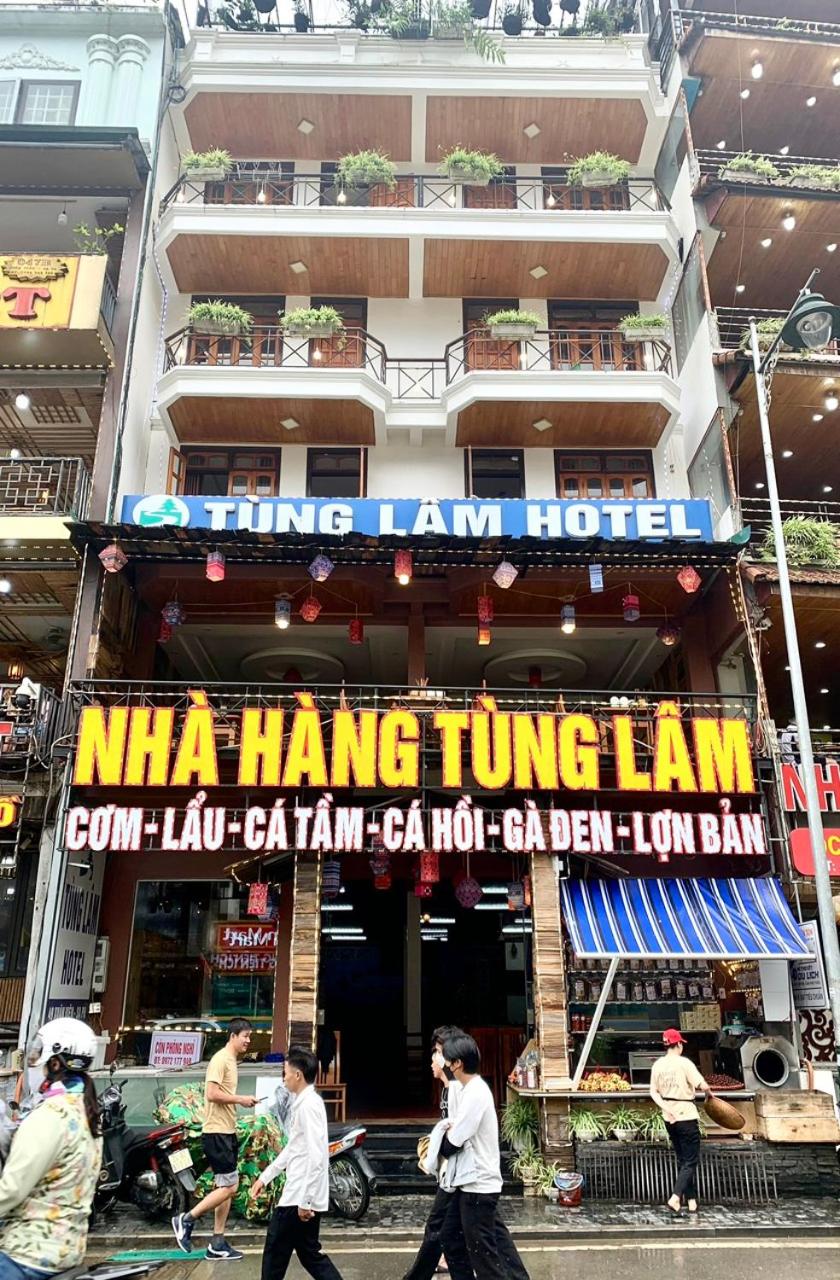 TÙNG LÂM HOTEL
NHÀ HÀNG TÙNG LÂM
CƠM-LẨU-CÁ TẦM-CÁ HỒI-GÀ ĐEN-LỢN BẢN
NH
TÙNG LÂM
HOTEL
CÒN PHÒNG NGHỈ